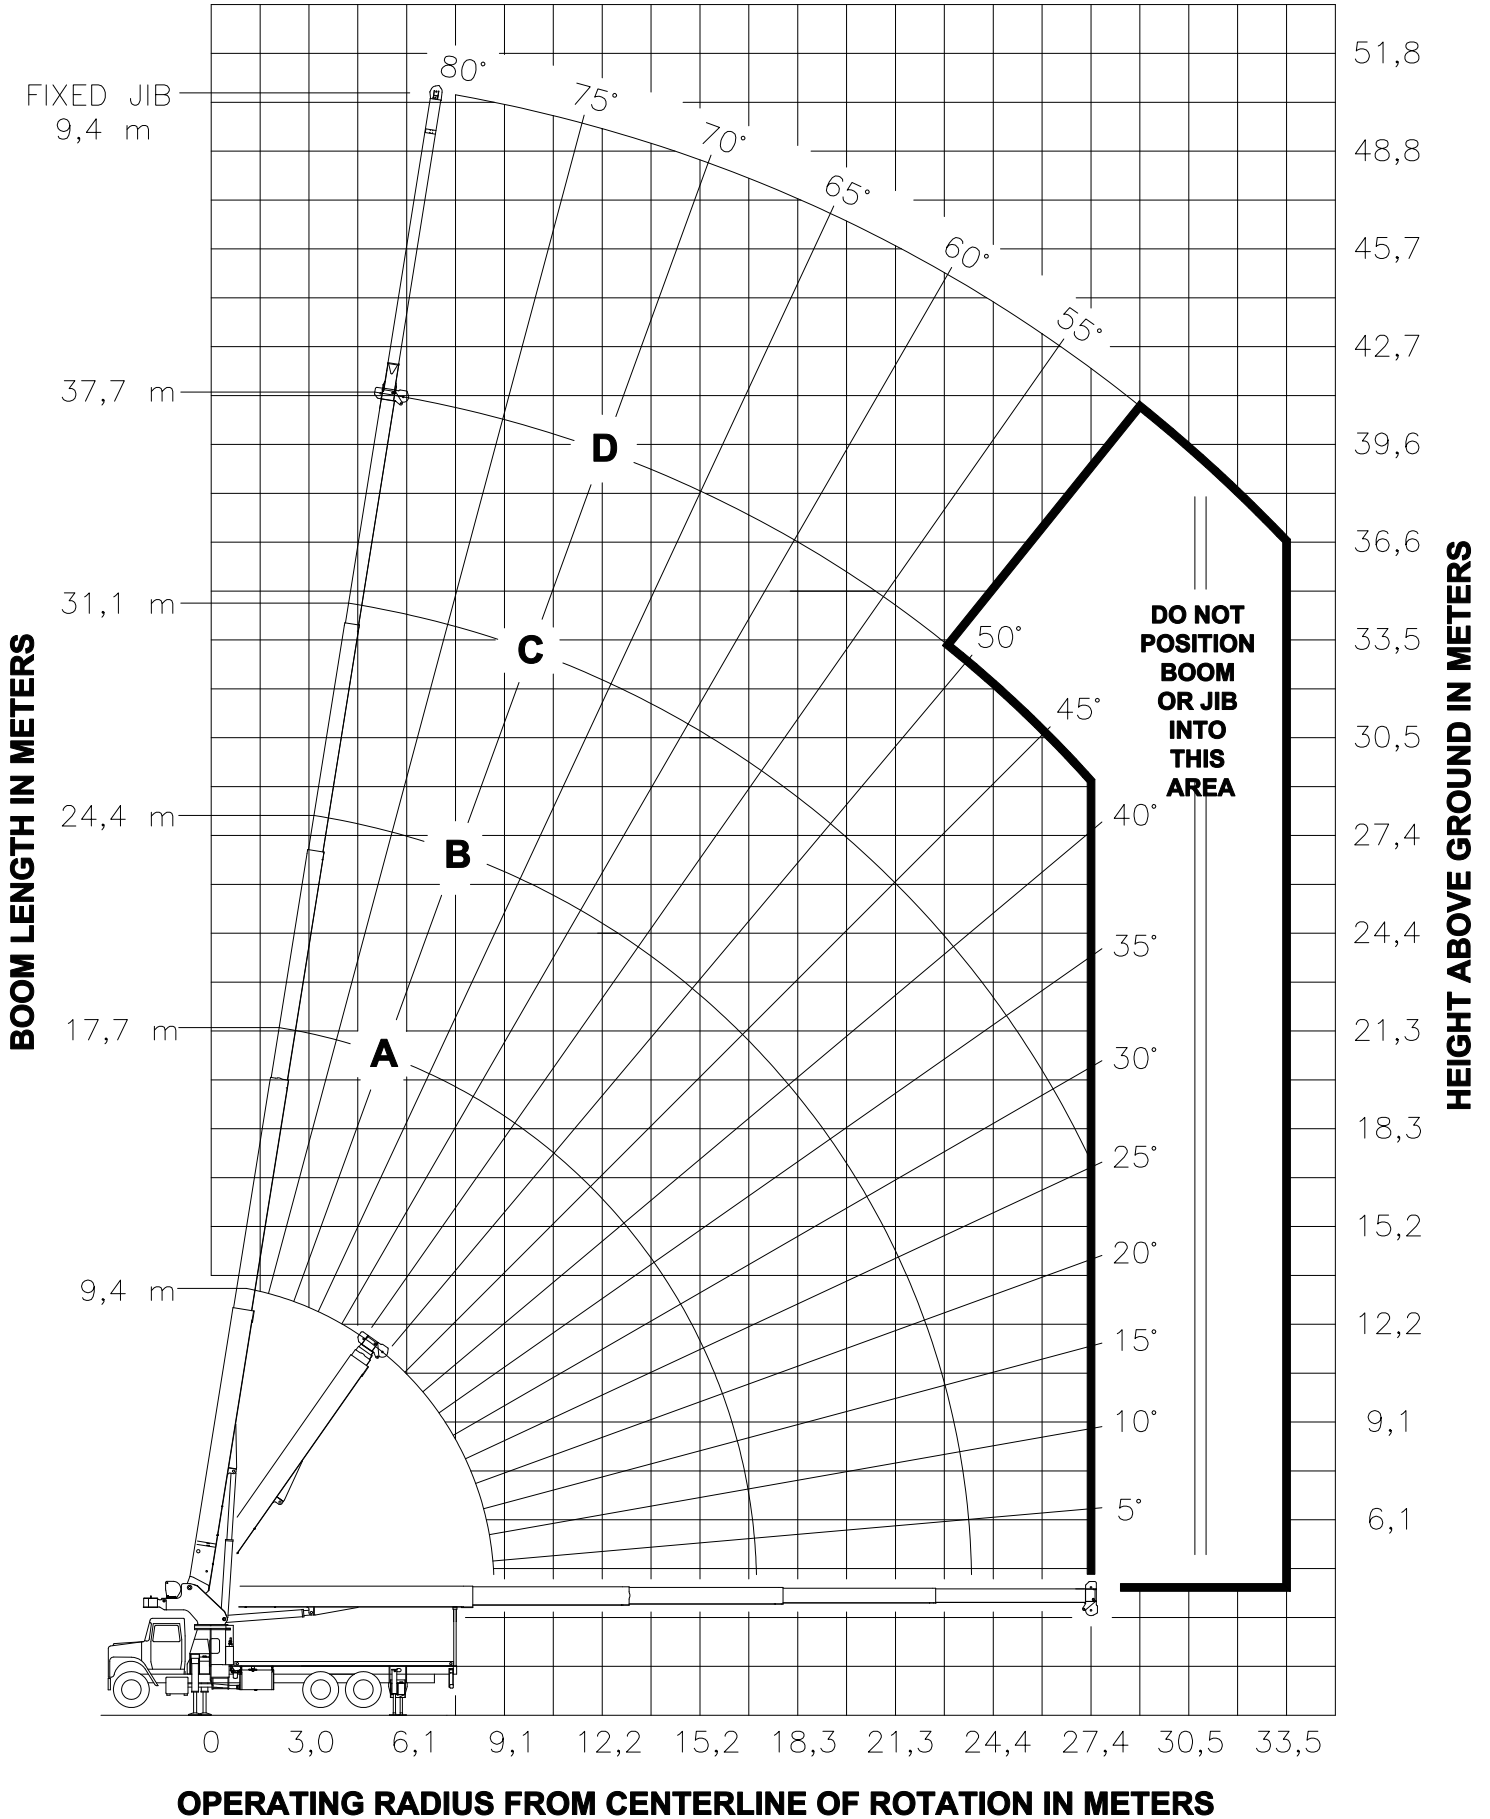 80°
51,8
FIXED JIB
9,4 m
75°
70°
48,8
65°
60°
45,7
55°
42,7
37,7 m
D
39,6
36,6
31,1 m
C
50°
33,5
DO NOT
POSITION
BOOM
OR JIB
INTO
THIS
AREA
45°
30,5
24,4 m
B
40°
27,4
35°
24,4
17,7 m
A
30°
21,3
25°
18,3
20°
15,2
9,4 m
15°
12,2
10°
9,1
5°
6,1
BOOM LENGTH IN METERS
HEIGHT ABOVE GROUND IN METERS
0 3,0 6,1 9,1 12,2 15,2 18,3 21,3 24,4 27,4 30,5 33,5
OPERATING RADIUS FROM CENTERLINE OF ROTATION IN METERS